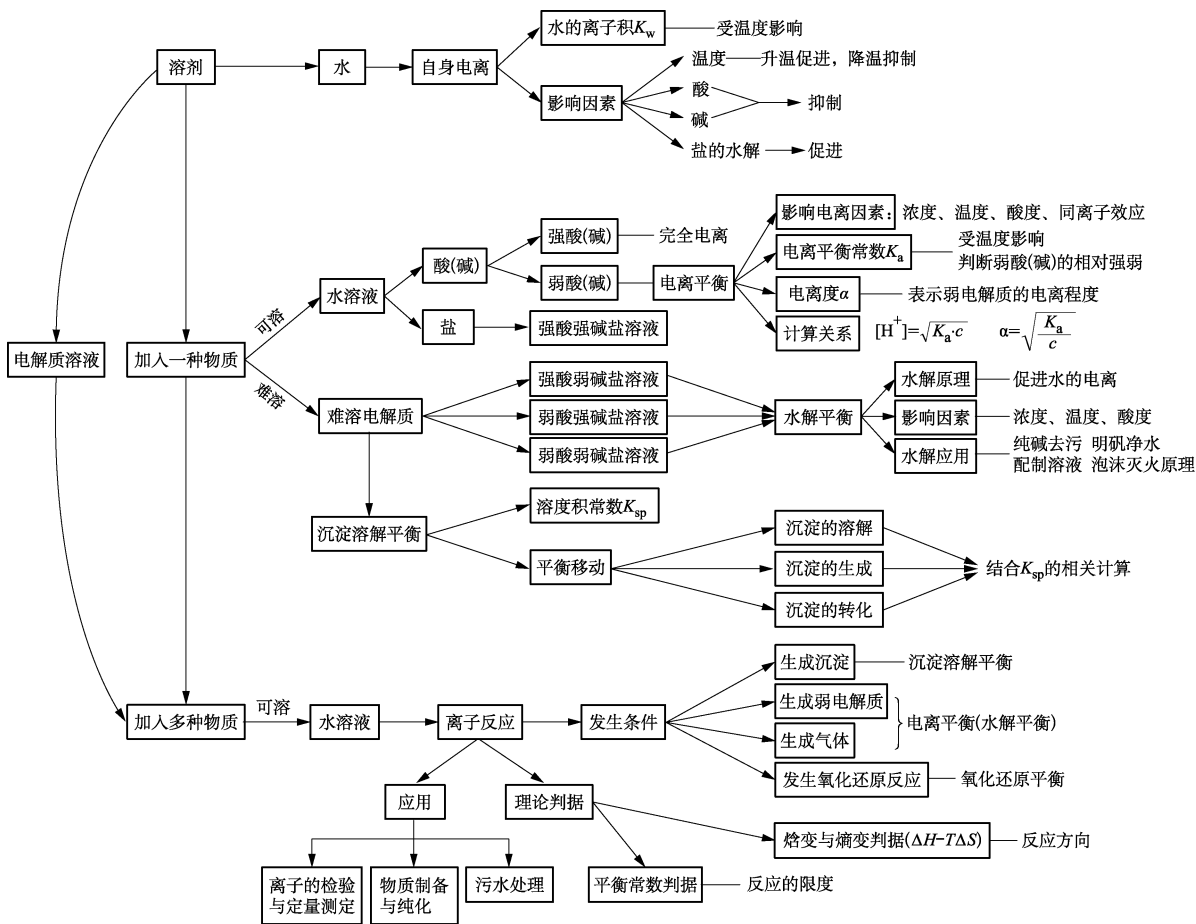 水的离子积Kw
受温度影响
溶剂
水
自身电离
温度
升温促进，降温抑制
影响因素
酸
碱
抑制
盐的水解
促进
影响电离因素：浓度、温度、酸度、同离子效应
强酸(碱)
完全电离
电离平衡常数Ka
受温度影响
判断弱酸(碱)的相对强弱
酸(碱)
弱酸(碱)
电离平衡
水溶液
电离度α
表示弱电解质的电离程度
可溶
盐
强酸强碱盐溶液
计算关系
[H⁺]=√(Ka·c)
α=√(Ka/c)
电解质溶液
加入一种物质
难溶
强酸弱碱盐溶液
水解原理
促进水的电离
难溶电解质
弱酸强碱盐溶液
水解平衡
影响因素
浓度、温度、酸度
弱酸弱碱盐溶液
水解应用
纯碱去污 明矾净水
配制溶液 泡沫灭火原理
溶度积常数Ksp
沉淀溶解平衡
沉淀的溶解
平衡移动
沉淀的生成
结合Ksp的相关计算
沉淀的转化
生成沉淀
沉淀溶解平衡
加入多种物质
可溶
水溶液
离子反应
发生条件
生成弱电解质
电离平衡(水解平衡)
生成气体
发生氧化还原反应
氧化还原平衡
应用
理论判据
焓变与熵变判据(ΔH-TΔS)
反应方向
离子的检验
与定量测定
物质制备
与纯化
污水处理
平衡常数判据
反应的限度